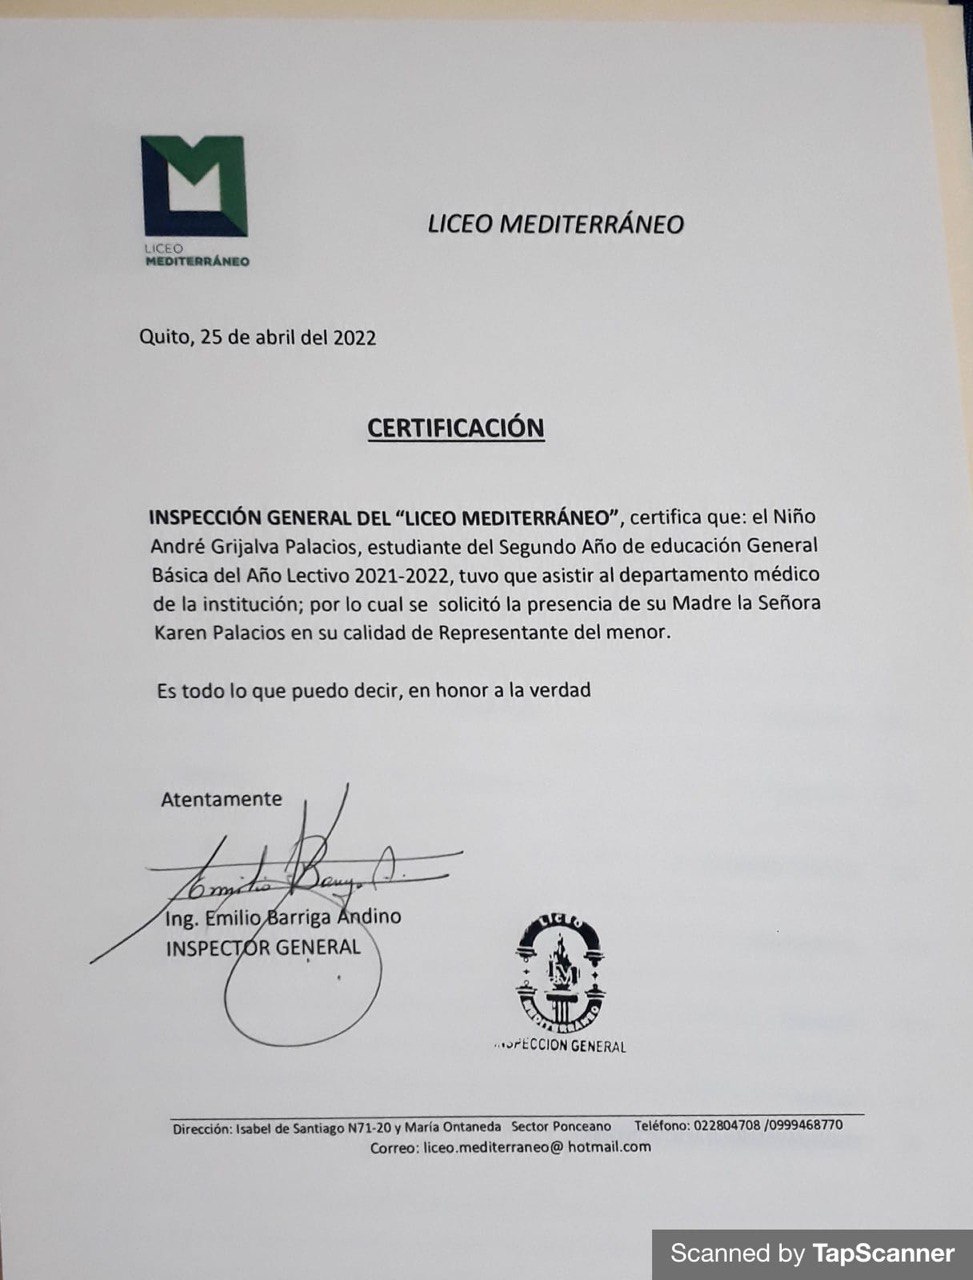 LICEO
MEDITERRÁNEO
LICEO MEDITERRÁNEO
Quito, 25 de abril del 2022
CERTIFICACIÓN
INSPECCIÓN GENERAL DEL “LICEO MEDITERRÁNEO”, certifica que: el Niño
André Grijalva Palacios, estudiante del Segundo Año de educación General
Básica del Año Lectivo 2021-2022, tuvo que asistir al departamento médico
de la institución; por lo cual se solicitó la presencia de su Madre la Señora
Karen Palacios en su calidad de Representante del menor.
Es todo lo que puedo decir, en honor a la verdad
Atentamente
Emilio Barriga A.
Ing. Emilio Barriga Andino
INSPECTOR GENERAL
LICEO
LM
MEDITERRÁNEO
INSPECCION GENERAL
Dirección: Isabel de Santiago N71-20 y María Ontaneda Sector Ponceano Teléfono: 022804708 /0999468770
Correo: liceo.mediterraneo@ hotmail.com
Scanned by TapScanner